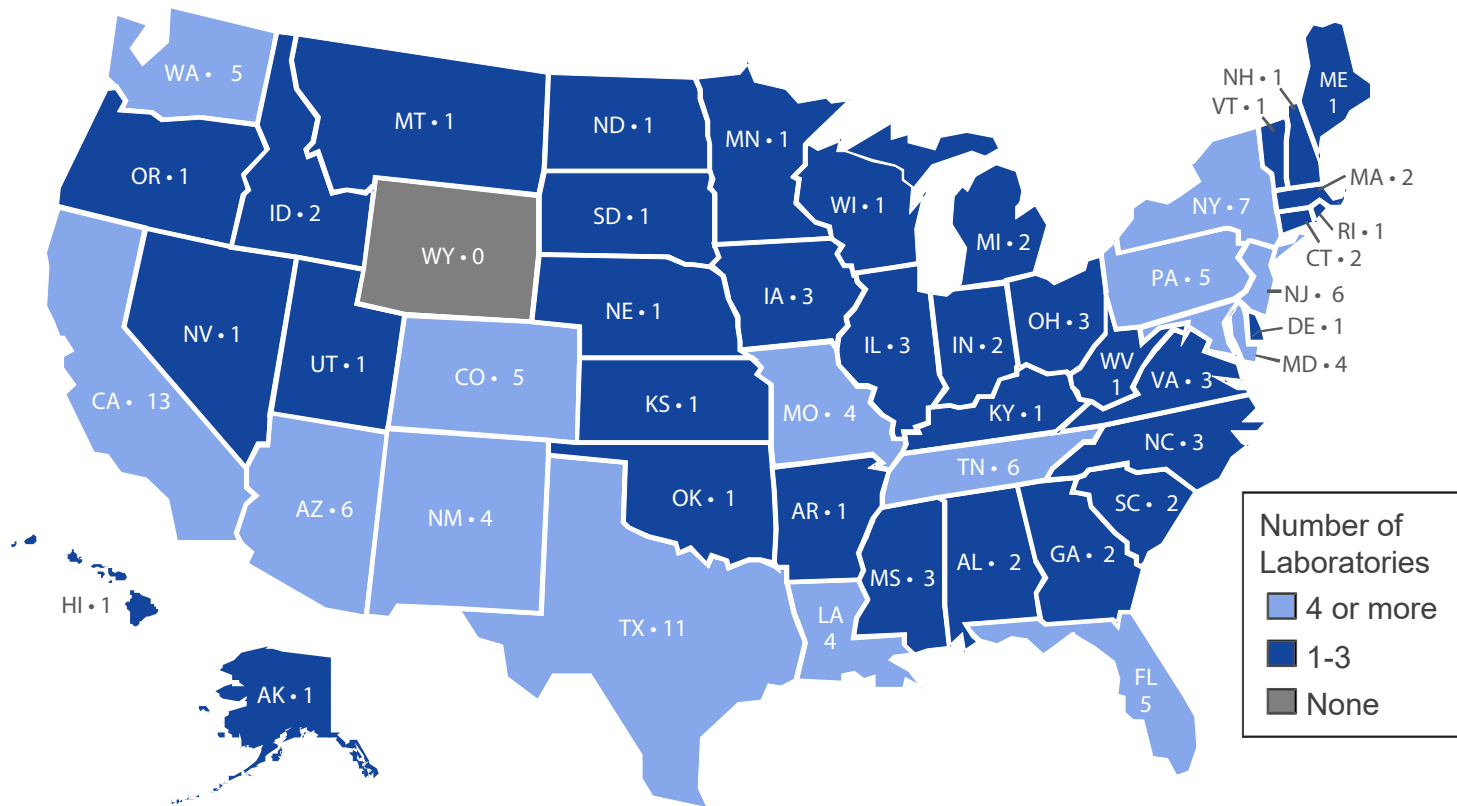 WA • 5
MT • 1
ND • 1
MN • 1
NH • 1
VT • 1
ME
1
OR • 1
ID • 2
SD • 1
WI • 1
MI • 2
NY • 7
MA • 2
RI • 1
CT • 2
WY • 0
NE • 1
IA • 3
PA • 5
NJ • 6
DE • 1
MD • 4
NV • 1
UT • 1
CO • 5
IL • 3
IN • 2
OH • 3
WV
1
VA • 3
CA • 13
KS • 1
MO • 4
KY • 1
NC • 3
TN • 6
AZ • 6
NM • 4
OK • 1
AR • 1
SC • 2
MS • 3
AL • 2
GA • 2
HI • 1
TX • 11
LA
4
FL
5
AK • 1
Number of
Laboratories
4 or more
1-3
None